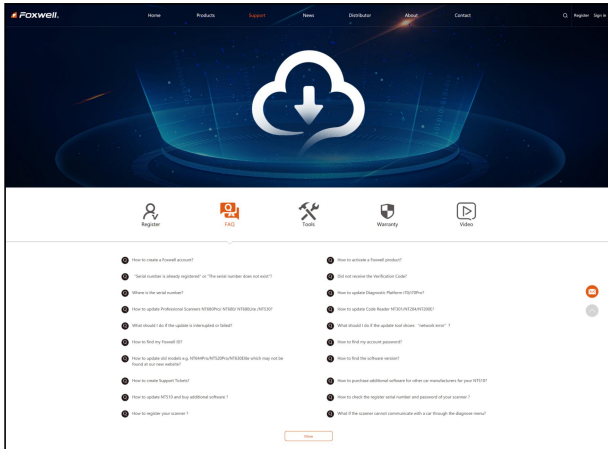 Foxwell.
Home Products Support News Distributor About Contact Register Sign in
Register FAQ Tools Warranty Video
Q How to create a Foxwell account?
Q How to activate a Foxwell product?
Q "Serial number is already registered" or "The serial number does not exist"?
Q Did not receive the Verification Code?
Q Where is the serial number?
Q How to update Diagnostic Platform i70/i70Pro?
Q How to update Professional Scanners NT680Pro/ NT680/ NT680Lite /NT530?
Q How to update Code Reader NT301/NT204/NT200E?
Q What should I do if the update is interrupted or failed?
Q What should I do if the update tool shows “network error” ?
Q How to find my Foxwell ID?
Q How to find my account password?
Q How to update old models e.g. NT644Pro/NT520Pro/NT630Elite which may not be
found at our new website?
Q How to find the software version?
Q How to create Support Tickets?
Q How to purchase additional software for other car manufacturers for your NT510?
Q How to update NT510 and buy additional software ?
Q How to check the register serial number and password of your scanner ?
Q How to register your scanner ?
Q What if the scanner cannot communicate with a car through the diagnose menu?
View